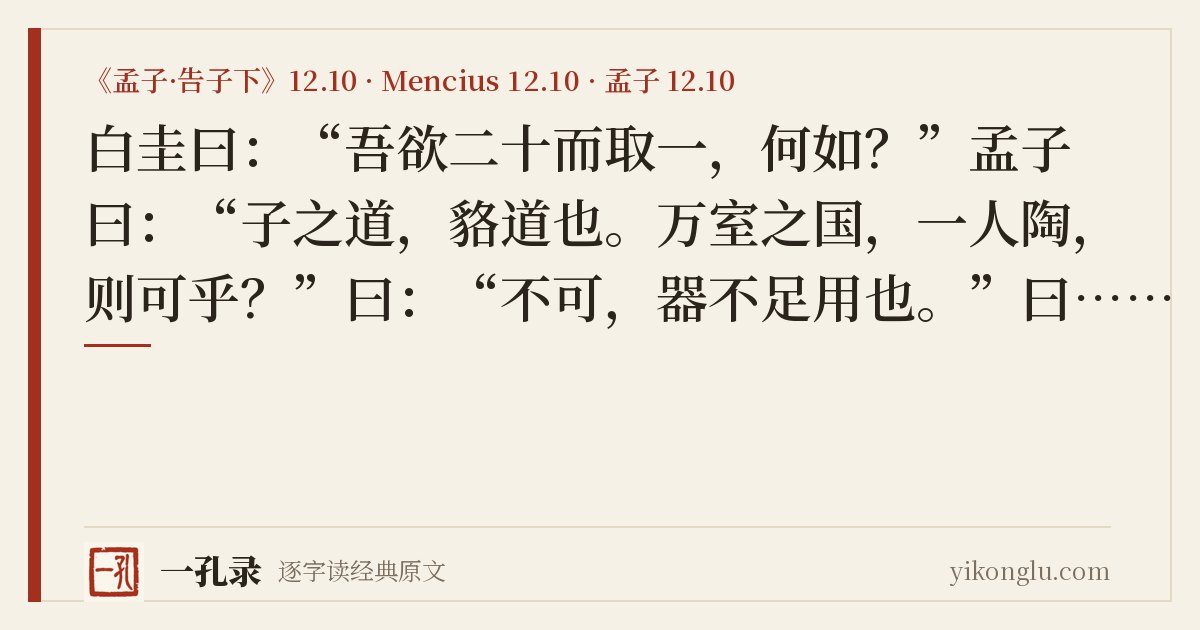 《孟子·告子下》12.10 · Mencius 12.10 · 孟子 12.10
白圭曰：“吾欲二十而取一，何如？”孟子
曰：“子之道，貉道也。万室之国，一人陶，
则可乎？”曰：“不可，器不足用也。”曰……
一孔
一孔录 逐字读经典原文 yikonglu.com